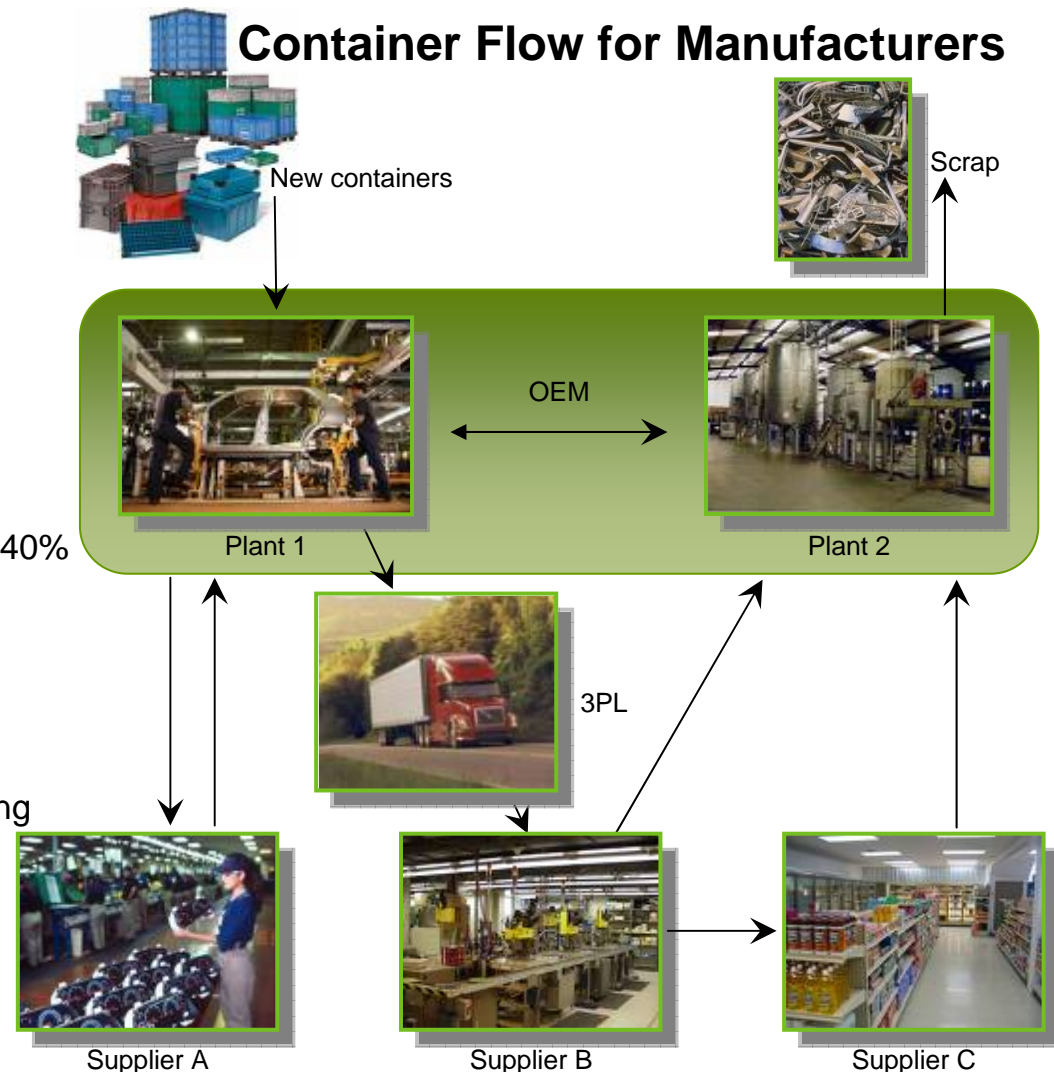 Container Flow for Manufacturers
New containers
Scrap
OEM
Plant 1
Plant 2
40%
3PL
ng
Supplier A
Supplier B
Supplier C